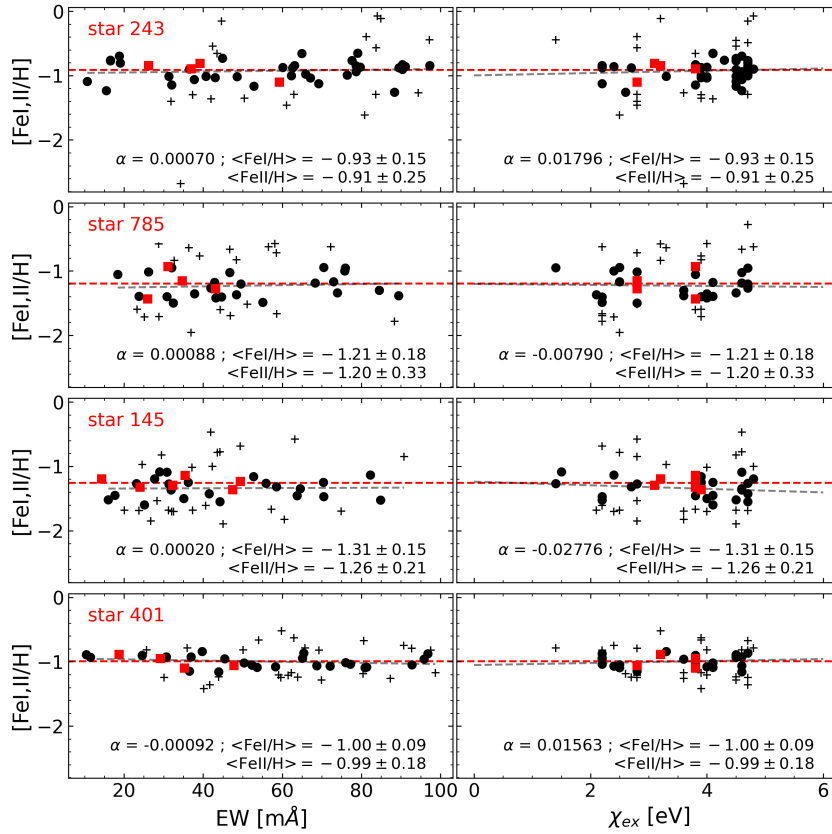 star 243
0
−1
−2
[FeI,II/H]
α = 0.00070 ; <FeI/H> = −0.93 ± 0.15
<FeII/H> = −0.91 ± 0.25
α = 0.01796 ; <FeI/H> = −0.93 ± 0.15
<FeII/H> = −0.91 ± 0.25
star 785
0
−1
−2
[FeI,II/H]
α = 0.00088 ; <FeI/H> = −1.21 ± 0.18
<FeII/H> = −1.20 ± 0.33
α = -0.00790 ; <FeI/H> = −1.21 ± 0.18
<FeII/H> = −1.20 ± 0.33
star 145
0
−1
−2
[FeI,II/H]
α = 0.00020 ; <FeI/H> = −1.31 ± 0.15
<FeII/H> = −1.26 ± 0.21
α = -0.02776 ; <FeI/H> = −1.31 ± 0.15
<FeII/H> = −1.26 ± 0.21
star 401
0
−1
−2
[FeI,II/H]
α = -0.00092 ; <FeI/H> = −1.00 ± 0.09
<FeII/H> = −0.99 ± 0.18
α = 0.01563 ; <FeI/H> = −1.00 ± 0.09
<FeII/H> = −0.99 ± 0.18
20 40 60 80 100
EW [mÅ]
0 2 4 6
χex [eV]